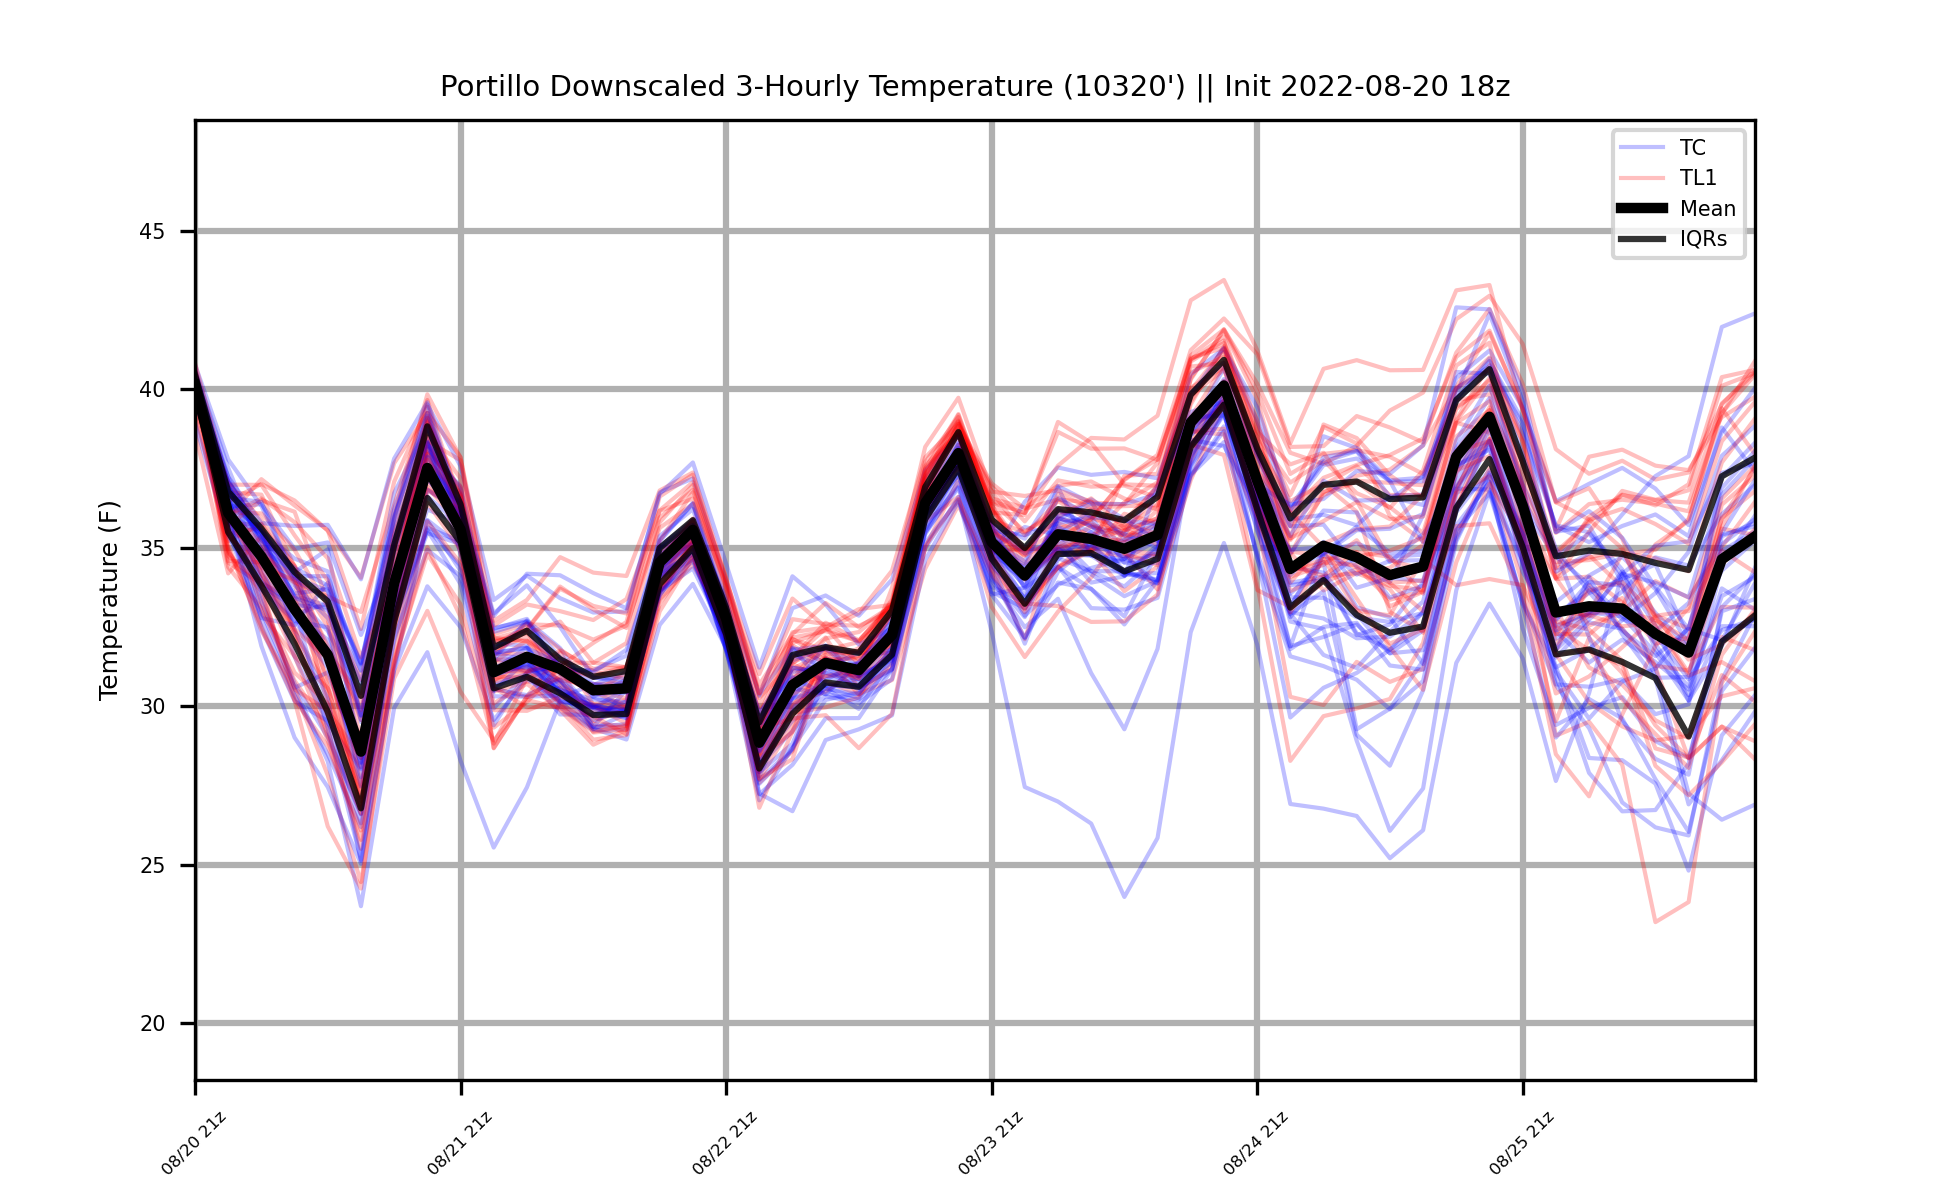 Portillo Downscaled 3-Hourly Temperature (10320') || Init 2022-08-20 18z
TC
TL1
Mean
IQRs
Temperature (F)
45
40
35
30
25
20
08/20 21z
08/21 21z
08/22 21z
08/23 21z
08/24 21z
08/25 21z